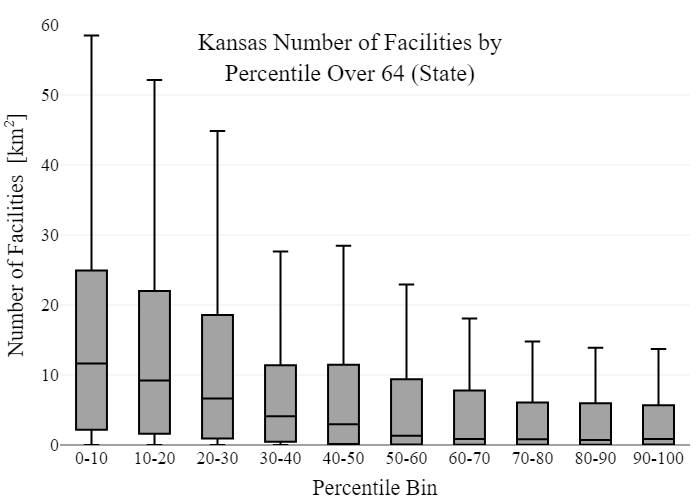 Kansas Number of Facilities by
Percentile Over 64 (State)
Number of Facilities [km²]
60
50
40
30
20
10
0
0-10 10-20 20-30 30-40 40-50 50-60 60-70 70-80 80-90 90-100
Percentile Bin